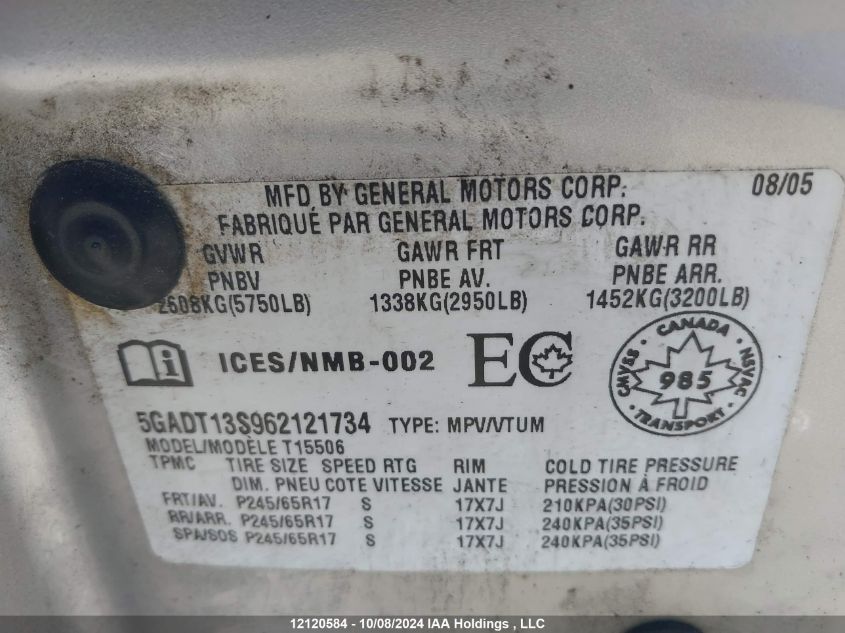 MFD BY GENERAL MOTORS CORP. 08/05
FABRIQUÉ PAR GENERAL MOTORS CORP.
GVWR GAWR FRT GAWR RR
PNBV PNBE AV. PNBE ARR.
2608KG(5750LB) 1338KG(2950LB) 1452KG(3200LB)
i ICES/NMB-002 EC
CANADA
CMVSS 985 NSVAC
TRANSPORT
5GADT13S962121734 TYPE: MPV/VTUM
MODEL/MODÈLE T15506
TPMC TIRE SIZE SPEED RTG RIM COLD TIRE PRESSURE
DIM. PNEU COTE VITESSE JANTE PRESSION À FROID
FRT/AV. P245/65R17 S 17X7J 210KPA(30PSI)
RR/ARR. P245/65R17 S 17X7J 240KPA(35PSI)
SPA/SOS P245/65R17 S 17X7J 240KPA(35PSI)
12120584 - 10/08/2024 IAA Holdings , LLC